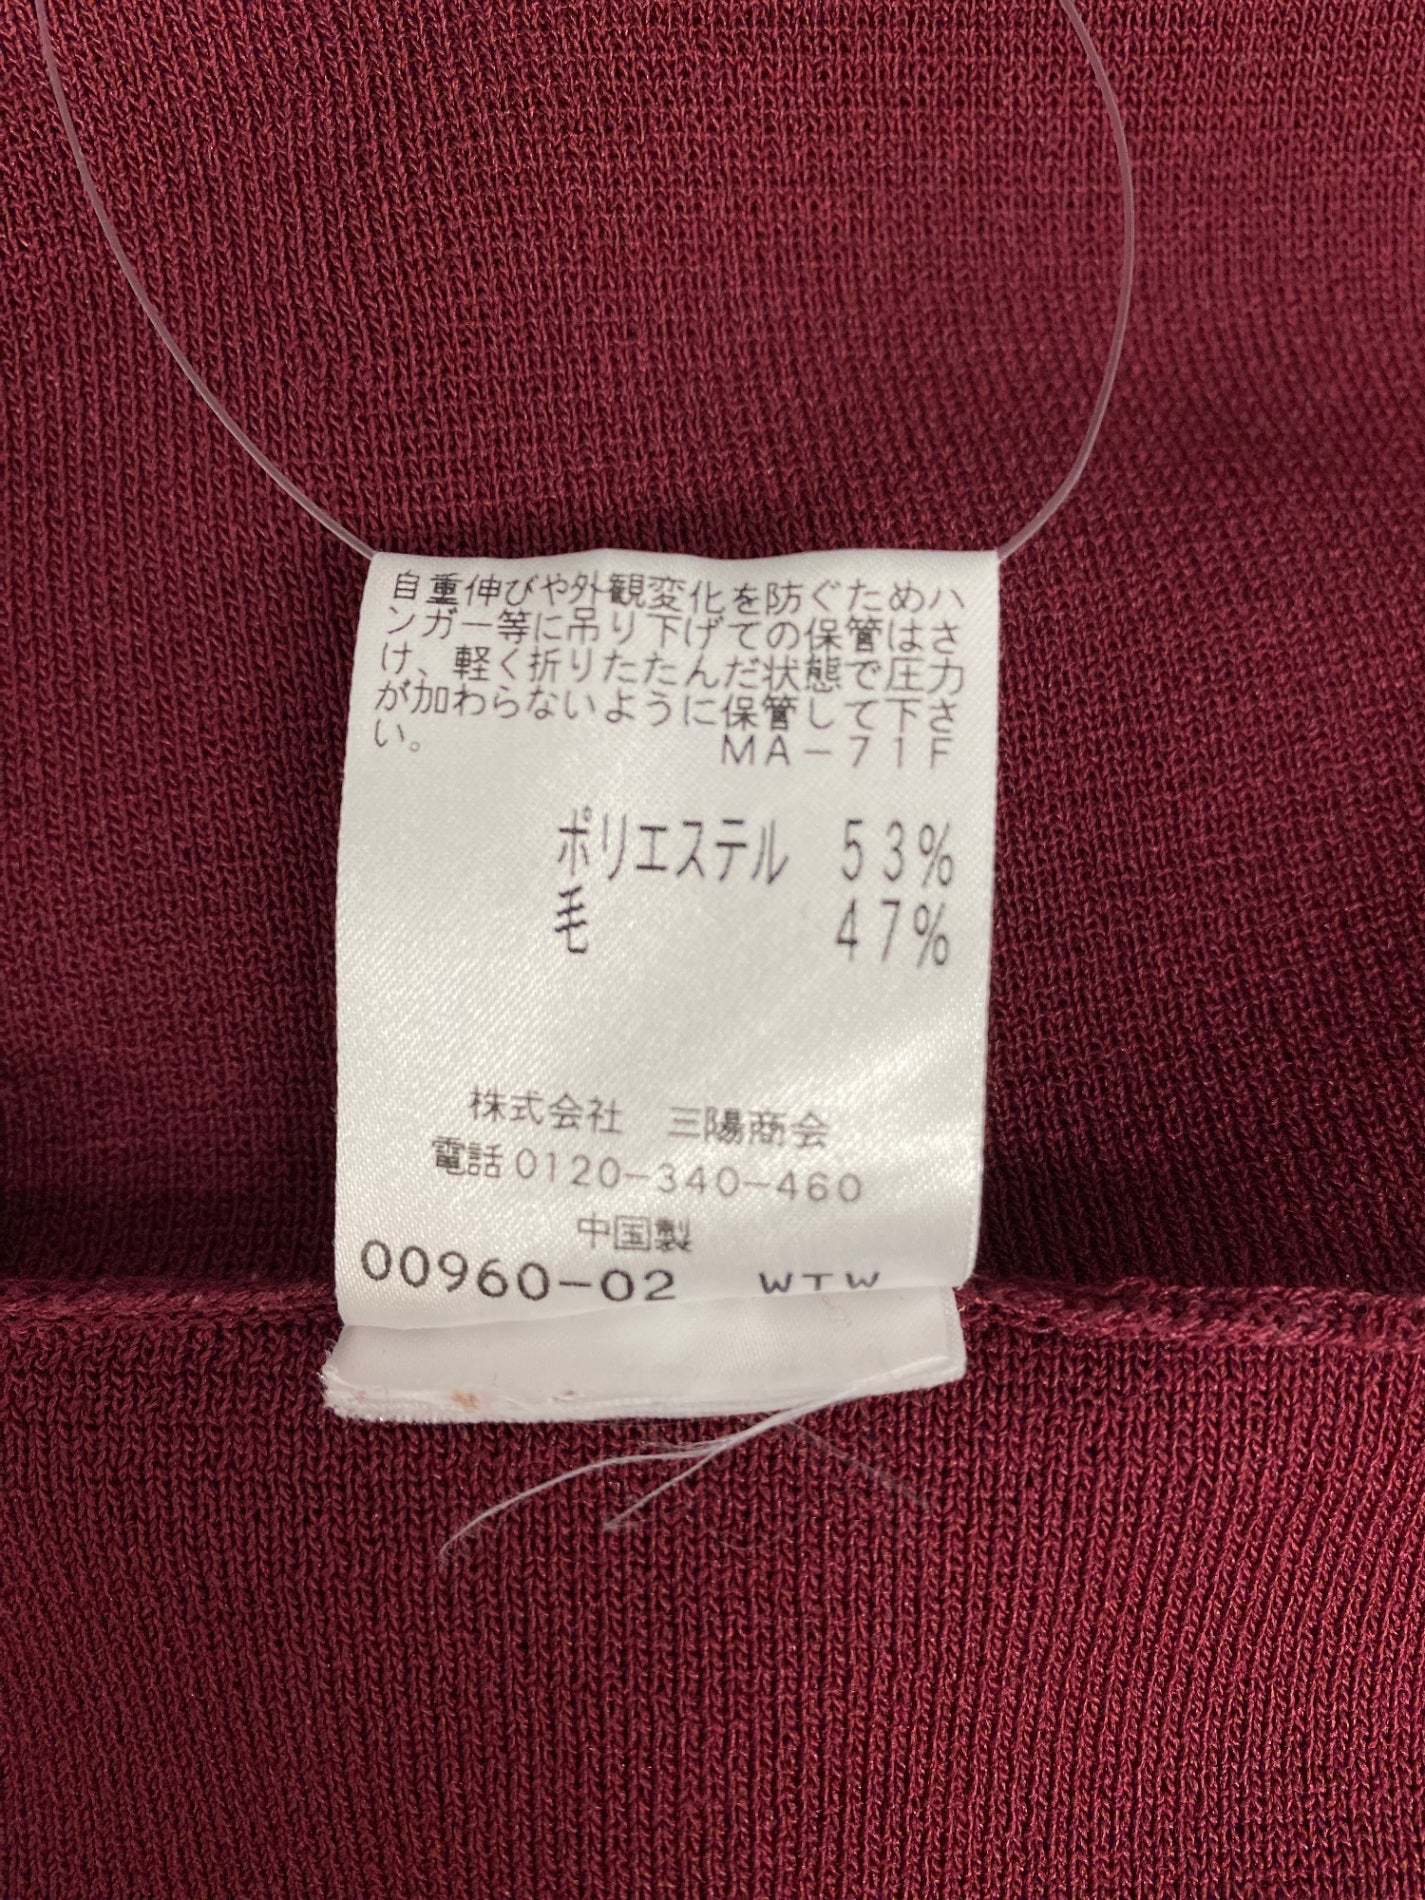 自重伸びや外観変化を防ぐためハ
ンガー等に吊り下げての保管はさ
け、軽く折りたたんだ状態で圧力
が加わらないように保管して下さ
い。 MA-71F
ポリエステル 53%
毛 47%
株式会社 三陽商会
電話0120-340-460
中国製
00960-02 WTW